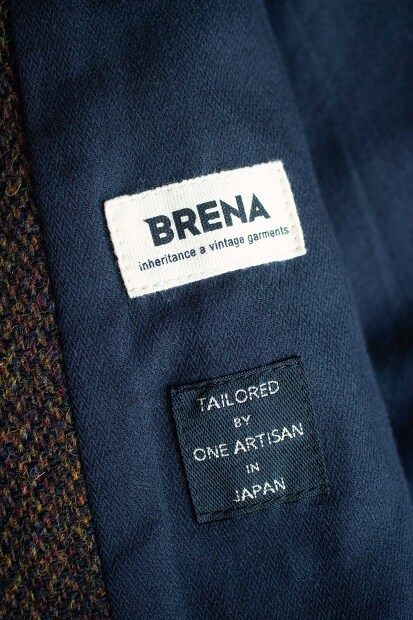 BRENA
inheritance a vintage garments
TAILORED
BY
ONE ARTISAN
IN
JAPAN